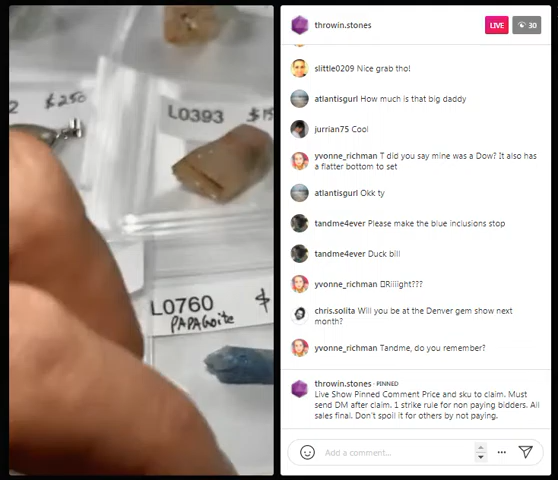 2
$250
L0393
$15
L0760
$
PAPAGoite
throwin.stones
LIVE
30
slittle0209 Nice grab tho!
atlantisgurl How much is that big daddy
jurrian75 Cool
yvonne_richman T did you say mine was a Dow? It also has
a flatter bottom to set
atlantisgurl Okk ty
tandme4ever Please make the blue inclusions stop
tandme4ever Duck bill
yvonne_richman Riiiight???
chris.solita Will you be at the Denver gem show next
month?
yvonne_richman Tandme, do you remember?
throwin.stones · PINNED
Live Show Pinned Comment Price and sku to claim. Must
send DM after claim. 1 strike rule for non paying bidders. All
sales final. Don't spoil it for others by not paying.
Add a comment...